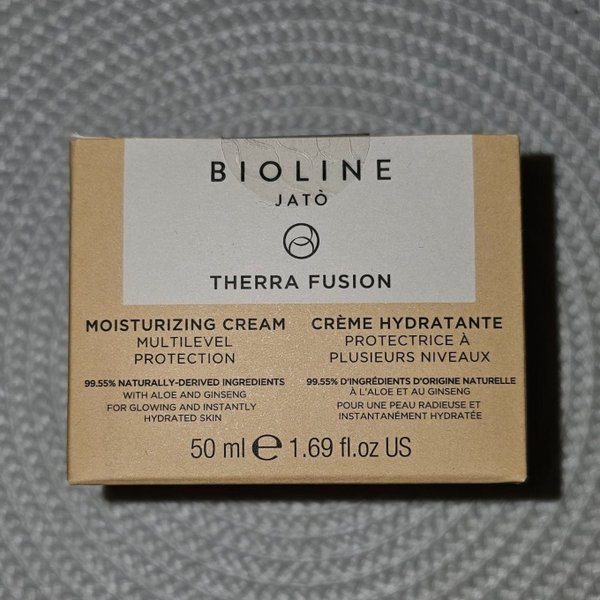 BIOLINE
JATÒ
THERRA FUSION
MOISTURIZING CREAM
MULTILEVEL
PROTECTION
99.55% NATURALLY-DERIVED INGREDIENTS
WITH ALOE AND GINSENG
FOR GLOWING AND INSTANTLY
HYDRATED SKIN
CRÈME HYDRATANTE
PROTECTRICE À
PLUSIEURS NIVEAUX
99.55% D'INGRÉDIENTS D'ORIGINE NATURELLE
À L'ALOE ET AU GINSENG
POUR UNE PEAU RADIEUSE ET
INSTANTANÉMENT HYDRATÉE
50 ml ℮ 1.69 fl.oz US